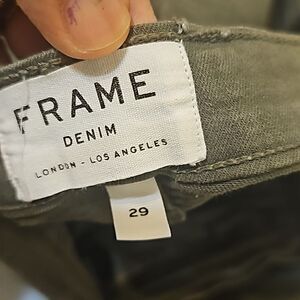 FRAME
DENIM
LONDON - LOS ANGELES
29